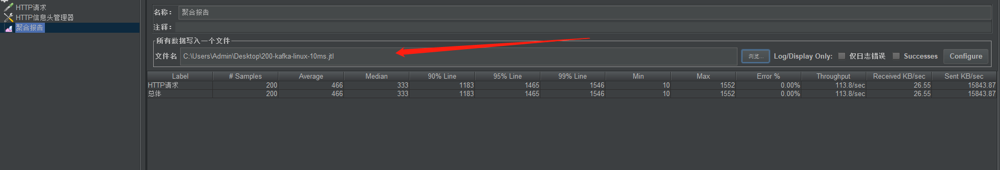 HTTP请求
HTTP信息头管理器
聚合报告
名称： 聚合报告
注释：
所有数据写入一个文件
文件名 C:\Users\Admin\Desktop\200-kafka-linux-10ms.jtl 浏览... Log/Display Only: 仅日志错误 Successes Configure
Label # Samples Average Median 90% Line 95% Line 99% Line Min Max Error % Throughput Received KB/sec Sent KB/sec
HTTP请求 200 466 333 1183 1465 1546 10 1552 0.00% 113.8/sec 26.55 15843.87
总体 200 466 333 1183 1465 1546 10 1552 0.00% 113.8/sec 26.55 15843.87